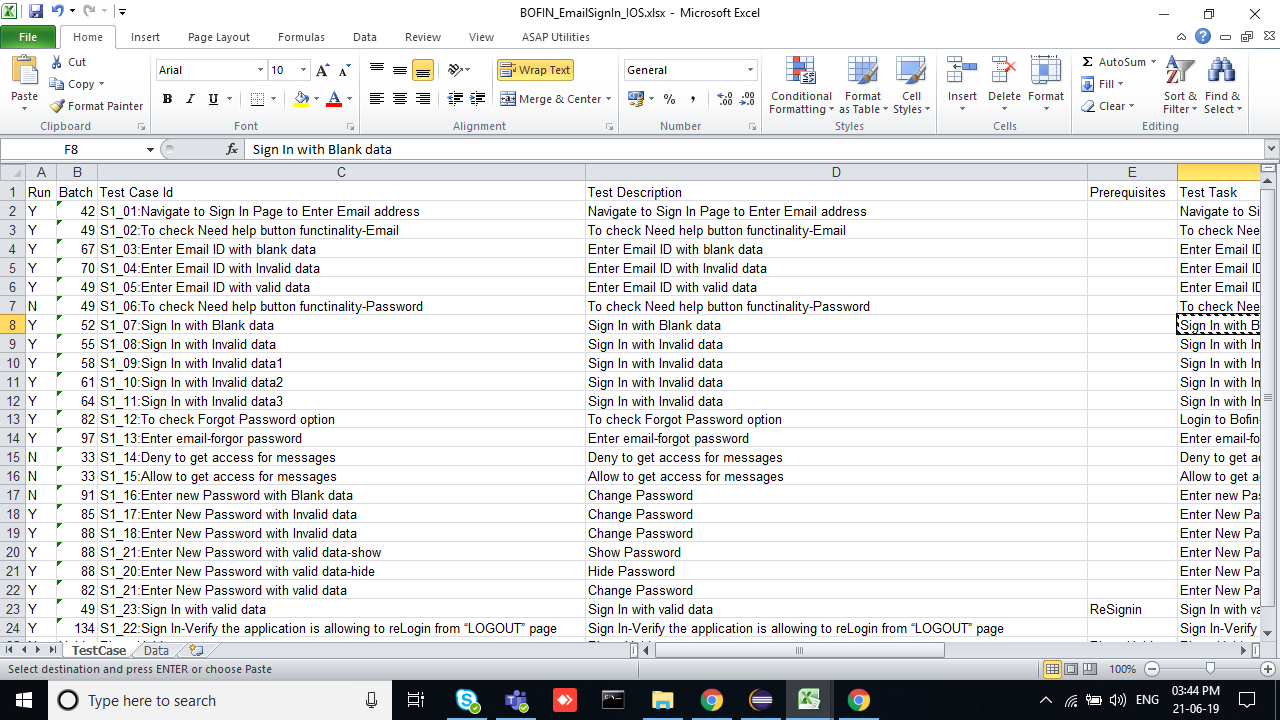 BOFIN_EmailSignIn_IOS.xlsx - Microsoft Excel
File Home Insert Page Layout Formulas Data Review View ASAP Utilities
Paste Cut Copy Format Painter Clipboard
Arial 10 B I U A A A Font
Wrap Text Merge & Center Alignment
General % , .00 .0 Number
Conditional Formatting Format as Table Cell Styles Styles
Insert Delete Format Cells
Σ AutoSum Fill Clear Sort & Filter Find & Select Editing
F8 fx Sign In with Blank data
A B C D E
1 Run Batch Test Case Id Test Description Prerequisites Test Task
2 Y 42 S1_01:Navigate to Sign In Page to Enter Email address Navigate to Sign In Page to Enter Email address Navigate to Si
3 Y 49 S1_02:To check Need help button functinality-Email To check Need help button functinality-Email To check Nee
4 Y 67 S1_03:Enter Email ID with blank data Enter Email ID with blank data Enter Email ID
5 Y 70 S1_04:Enter Email ID with Invalid data Enter Email ID with Invalid data Enter Email ID
6 Y 49 S1_05:Enter Email ID with valid data Enter Email ID with valid data Enter Email ID
7 N 49 S1_06:To check Need help button functinality-Password To check Need help button functinality-Password To check Nee
8 Y 52 S1_07:Sign In with Blank data Sign In with Blank data Sign In with B
9 Y 55 S1_08:Sign In with Invalid data Sign In with Invalid data Sign In with In
10 Y 58 S1_09:Sign In with Invalid data1 Sign In with Invalid data Sign In with In
11 Y 61 S1_10:Sign In with Invalid data2 Sign In with Invalid data Sign In with In
12 Y 64 S1_11:Sign In with Invalid data3 Sign In with Invalid data Sign In with In
13 Y 82 S1_12:To check Forgot Password option To check Forgot Password option Login to Bofin
14 Y 97 S1_13:Enter email-forgor password Enter email-forgot password Enter email-fo
15 N 33 S1_14:Deny to get access for messages Deny to get access for messages Deny to get a
16 N 33 S1_15:Allow to get access for messages Allow to get access for messages Allow to get a
17 N 91 S1_16:Enter new Password with Blank data Change Password Enter new Pas
18 Y 85 S1_17:Enter New Password with Invalid data Change Password Enter New Pa
19 Y 88 S1_18:Enter New Password with Invalid data Change Password Enter New Pa
20 Y 88 S1_21:Enter New Password with valid data-show Show Password Enter New Pa
21 Y 88 S1_20:Enter New Password with valid data-hide Hide Password Enter New Pa
22 Y 82 S1_21:Enter New Password with valid data Change Password Enter New Pa
23 Y 49 S1_23:Sign In with valid data Sign In with valid data ReSignin Sign In with va
24 Y 134 S1_22:Sign In-Verify the application is allowing to reLogin from “LOGOUT” page Sign In-Verify the application is allowing to reLogin from “LOGOUT” page Sign In-Verify
TestCase Data
Select destination and press ENTER or choose Paste 100%
Type here to search ENG 03:44 PM
21-06-19